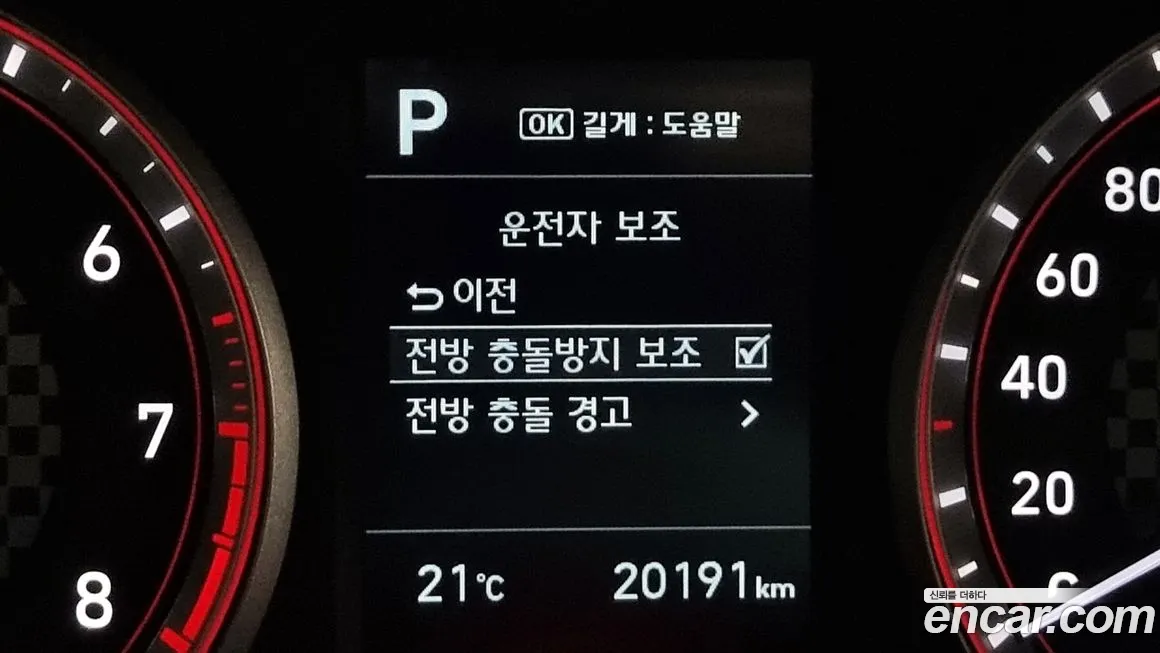 P
OK 길게 : 도움말
운전자 보조
이전
전방 충돌방지 보조
전방 충돌 경고
21℃ 20191km
6
7
8
80
60
40
20
신뢰를 더하다
encar.com